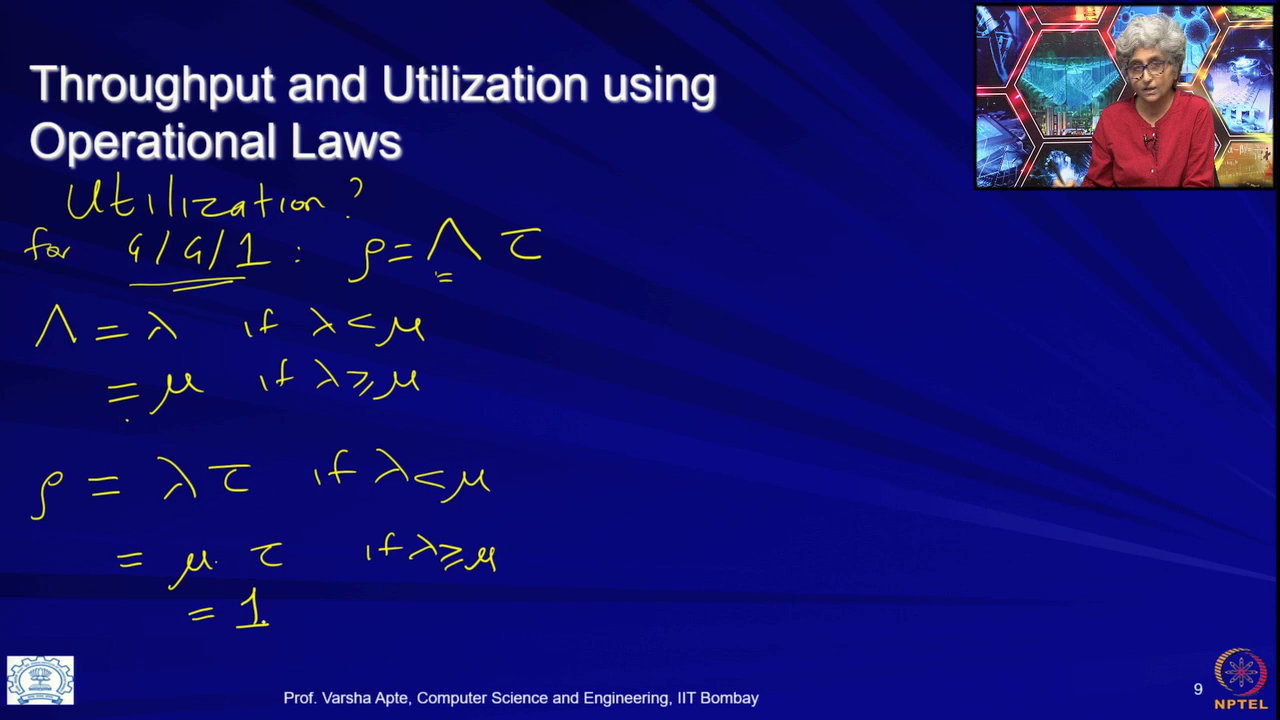 Throughput and Utilization using
Operational Laws
Utilization?
for G/G/1 : ρ = Λ τ
Λ = λ if λ < μ
= μ if λ ⩾ μ
ρ = λ τ if λ < μ
= μ . τ if λ ⩾ μ
= 1.
Prof. Varsha Apte, Computer Science and Engineering, IIT Bombay
9
NPTEL